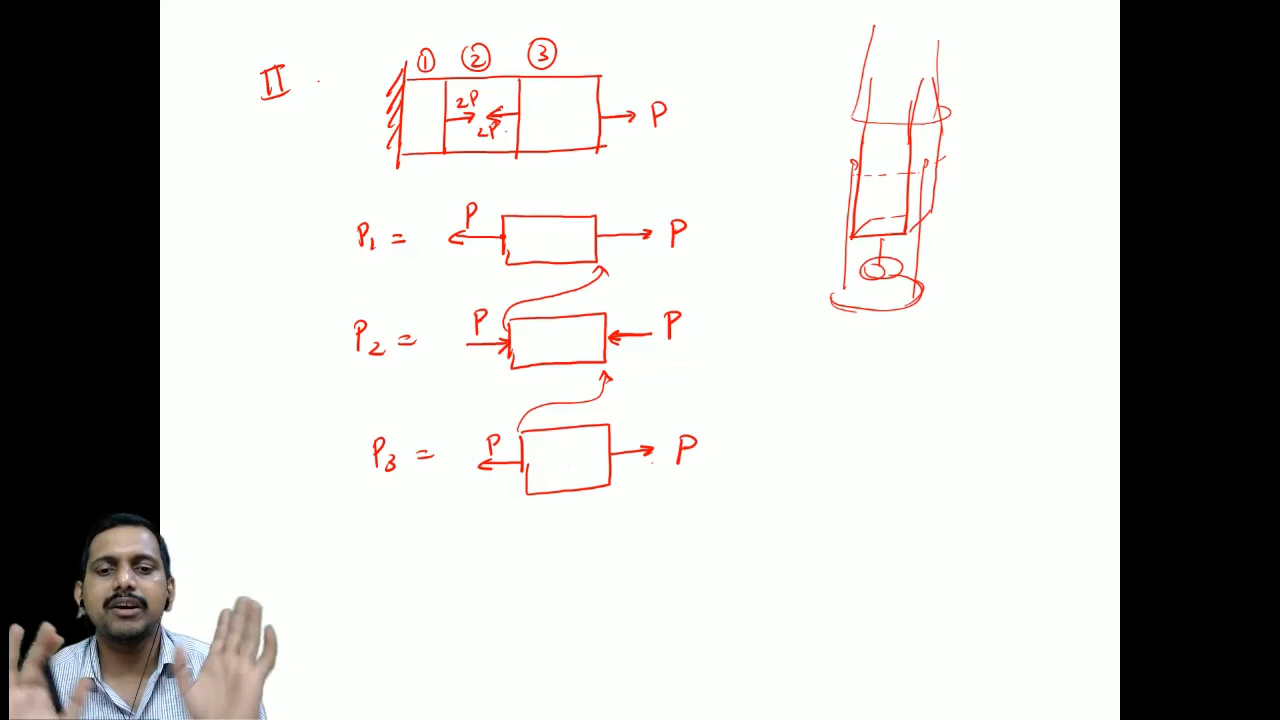 II
① ② ③
2P
2P
P
P₁ = P P
P₂ = P P
P₃ = P P